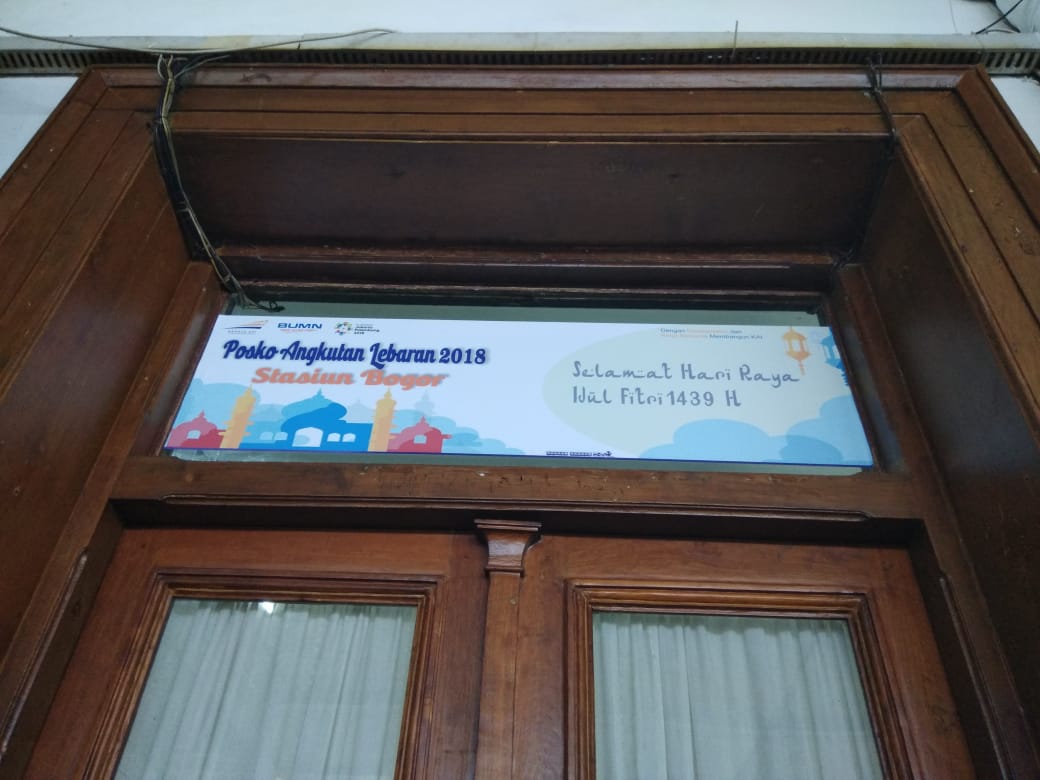 BUMN
Posko Angkutan Lebaran 2018
Stasiun Bogor
Selamat Hari Raya
Idul Fitri 1439 H